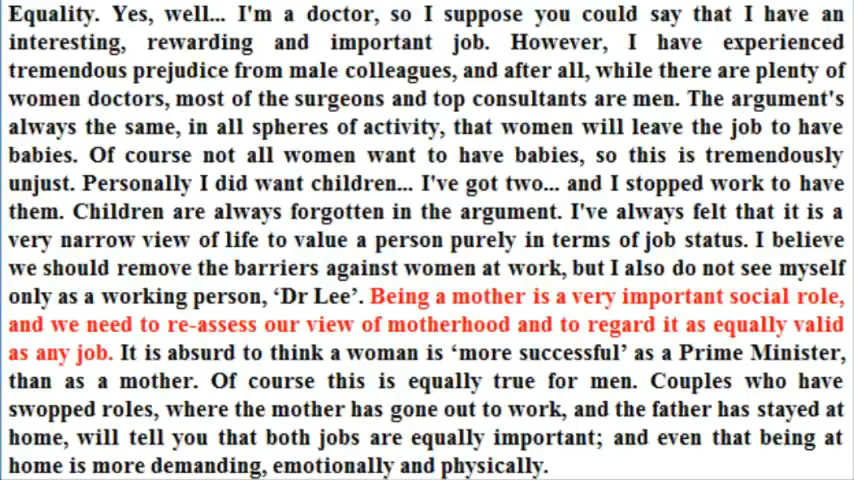 Equality. Yes, well... I'm a doctor, so I suppose you could say that I have an
interesting, rewarding and important job. However, I have experienced
tremendous prejudice from male colleagues, and after all, while there are plenty of
women doctors, most of the surgeons and top consultants are men. The argument's
always the same, in all spheres of activity, that women will leave the job to have
babies. Of course not all women want to have babies, so this is tremendously
unjust. Personally I did want children... I've got two... and I stopped work to have
them. Children are always forgotten in the argument. I've always felt that it is a
very narrow view of life to value a person purely in terms of job status. I believe
we should remove the barriers against women at work, but I also do not see myself
only as a working person, ‘Dr Lee’. Being a mother is a very important social role,
and we need to re-assess our view of motherhood and to regard it as equally valid
as any job. It is absurd to think a woman is ‘more successful’ as a Prime Minister,
than as a mother. Of course this is equally true for men. Couples who have
swopped roles, where the mother has gone out to work, and the father has stayed at
home, will tell you that both jobs are equally important; and even that being at
home is more demanding, emotionally and physically.